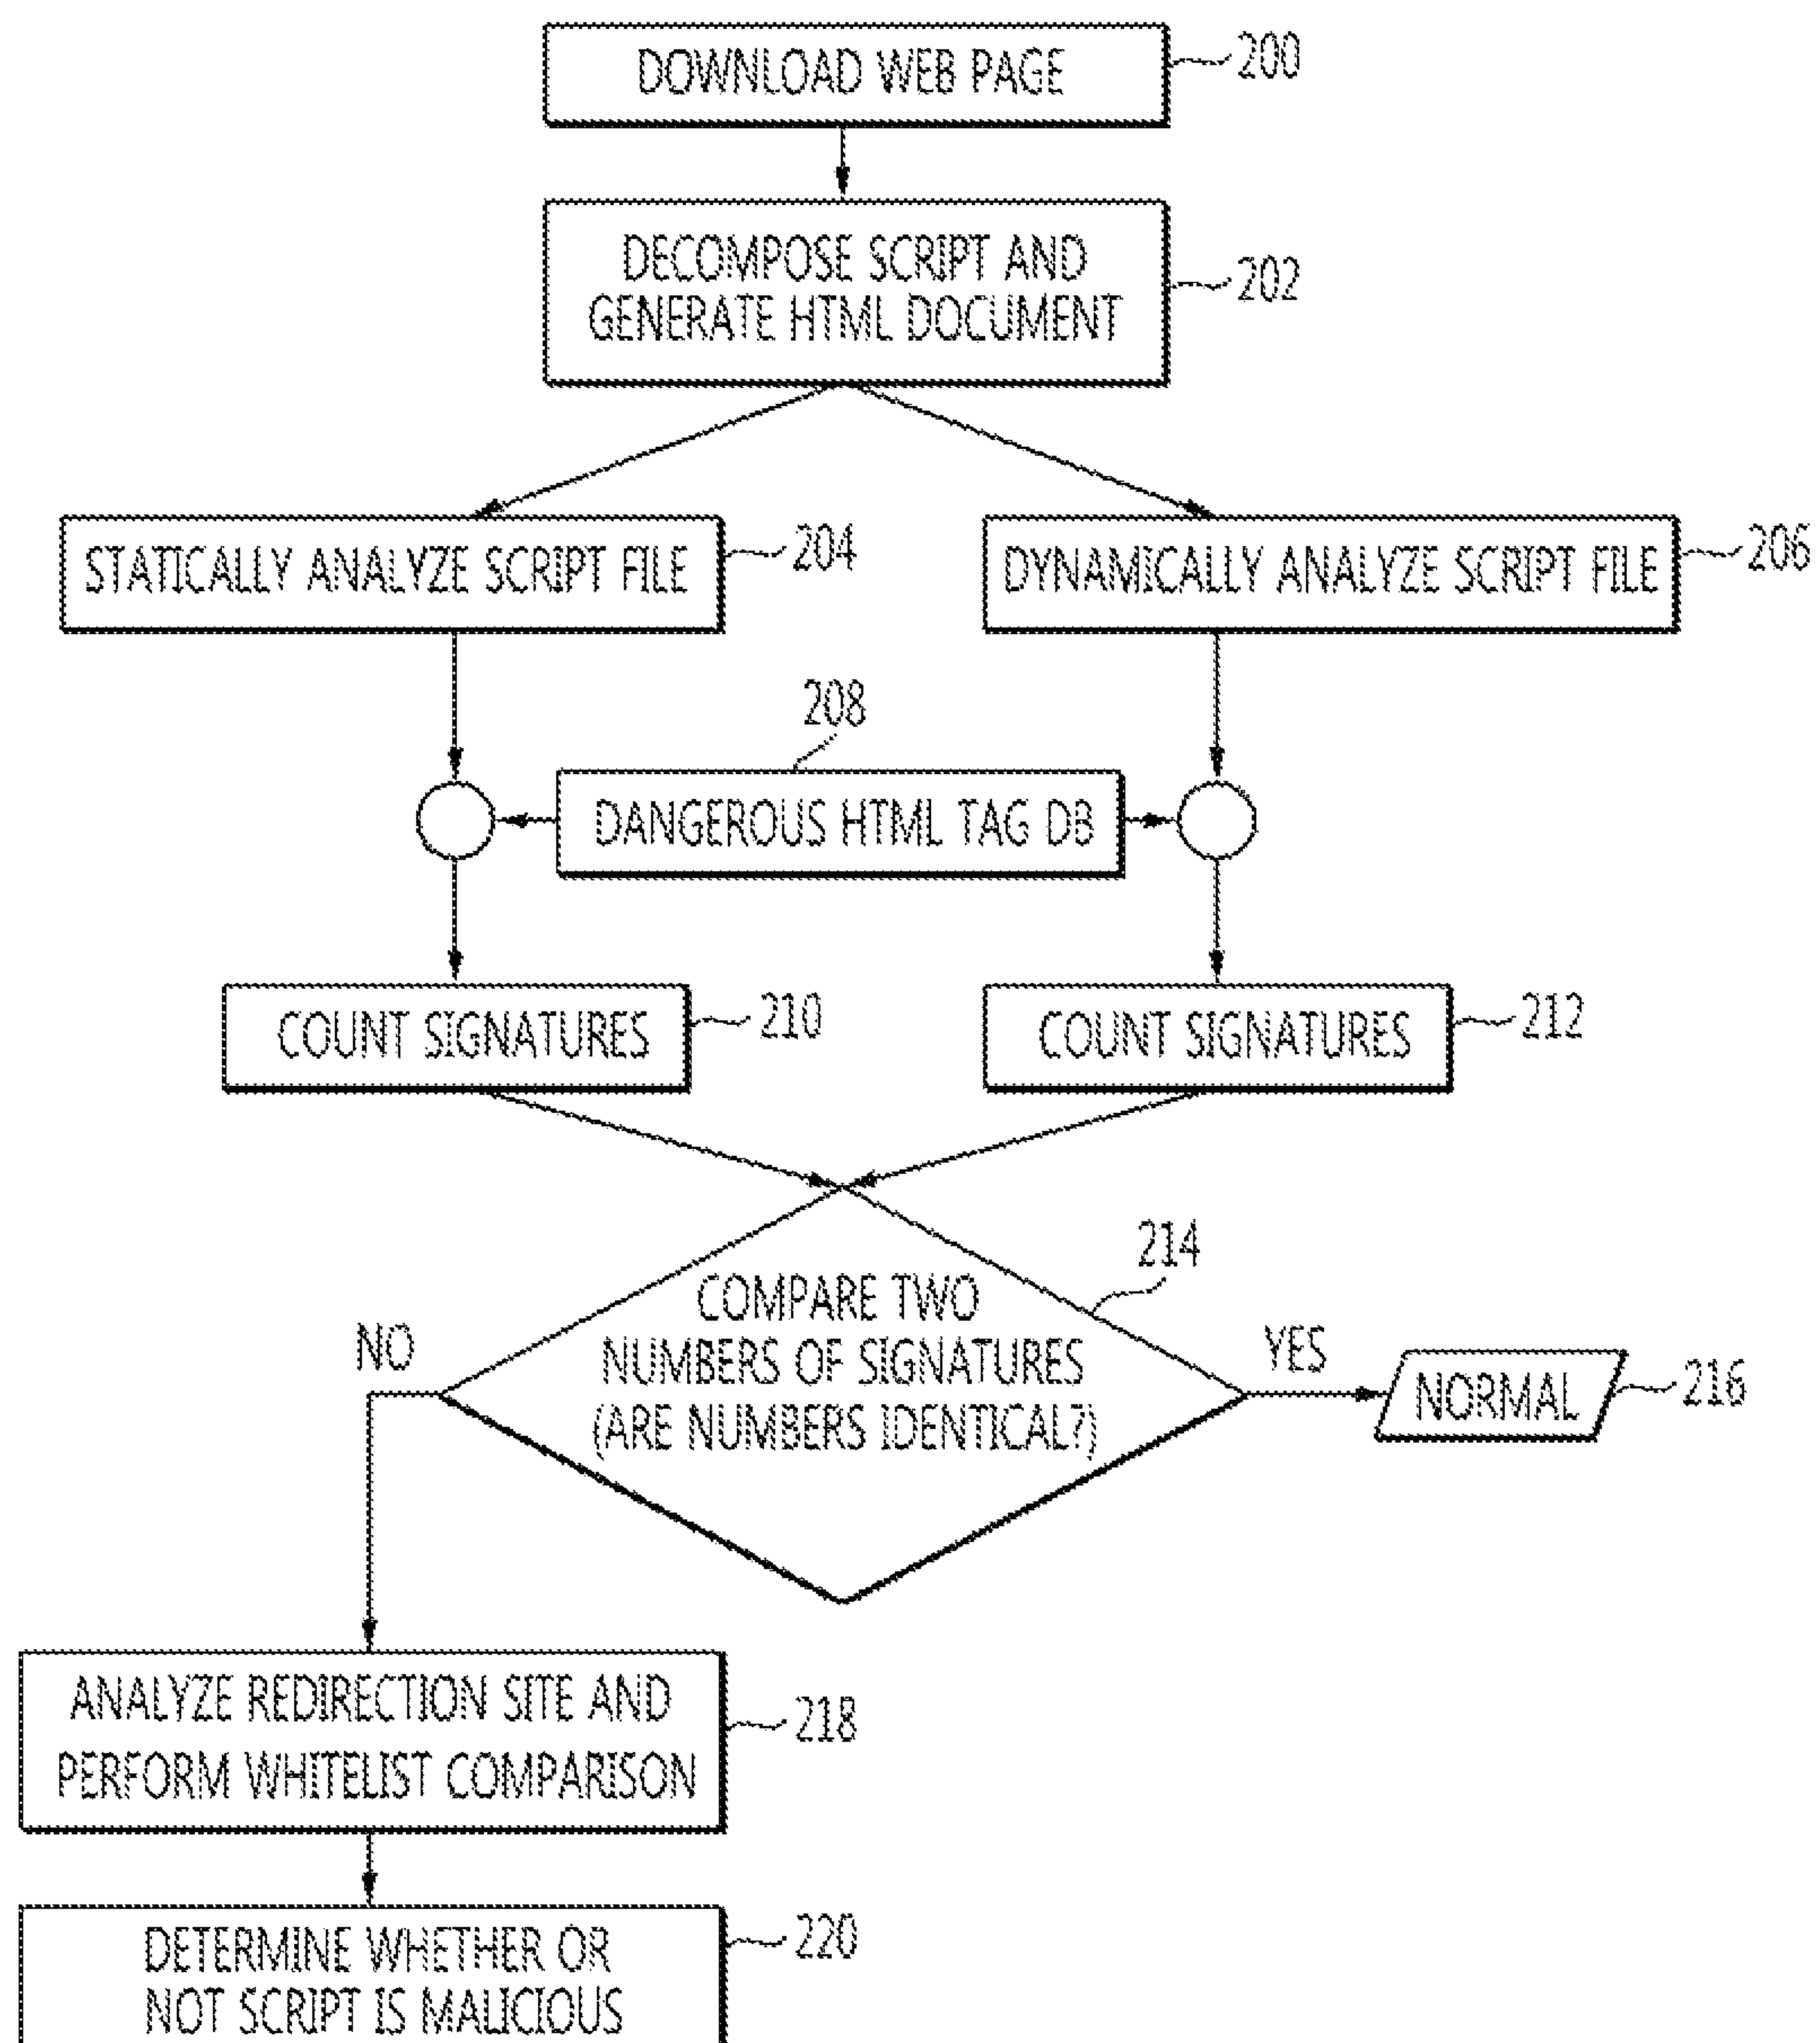 DOWNLOAD WEB PAGE
200
DECOMPOSE SCRIPT AND
GENERATE HTML DOCUMENT
202
STATICALLY ANALYZE SCRIPT FILE
204
DYNAMICALLY ANALYZE SCRIPT FILE
206
208
DANGEROUS HTML TAG DB
COUNT SIGNATURES
210
COUNT SIGNATURES
212
214
COMPARE TWO
NUMBERS OF SIGNATURES
(ARE NUMBERS IDENTICAL?)
NO
YES
NORMAL
216
ANALYZE REDIRECTION SITE AND
PERFORM WHITELIST COMPARISON
218
DETERMINE WHETHER OR
NOT SCRIPT IS MALICIOUS
220